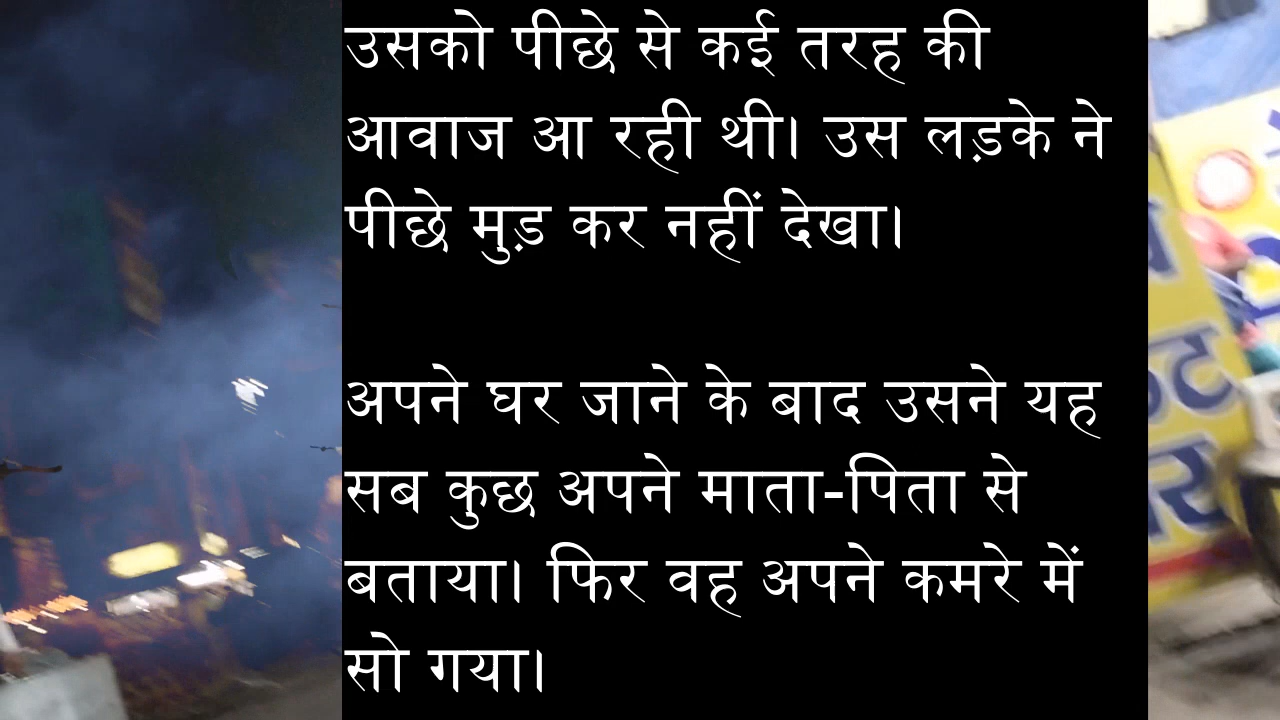 उसको पीछे से कई तरह की
आवाज आ रही थी। उस लड़के ने
पीछे मुड़ कर नहीं देखा।
अपने घर जाने के बाद उसने यह
सब कुछ अपने माता-पिता से
बताया। फिर वह अपने कमरे में
सो गया।